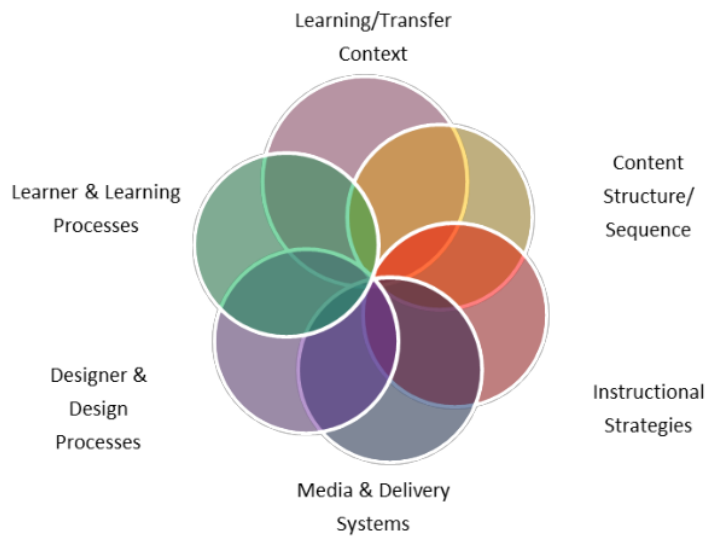 Learning/Transfer
Context
Content
Structure/
Sequence
Learner & Learning
Processes
Designer &
Design
Processes
Instructional
Strategies
Media & Delivery
Systems